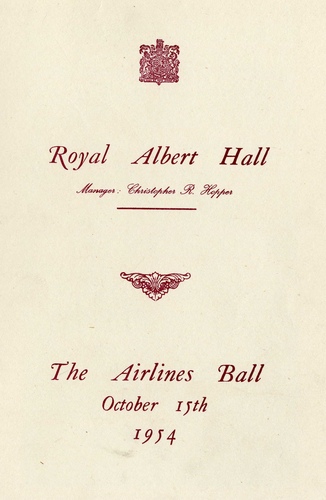 Royal Albert Hall
Manager: Christopher R. Hopper
The Airlines Ball
October 15th
1954